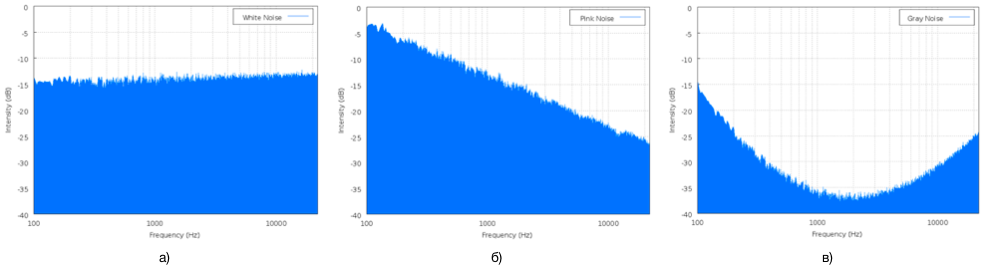 White Noise
0
-5
-10
-15
-20
-25
-30
-35
-40
Intensity (dB)
100 1000 10000
Frequency (Hz)
а)
Pink Noise
0
-5
-10
-15
-20
-25
-30
-35
-40
Intensity (dB)
100 1000 10000
Frequency (Hz)
б)
Gray Noise
0
-5
-10
-15
-20
-25
-30
-35
-40
Intensity (dB)
100 1000 10000
Frequency (Hz)
в)